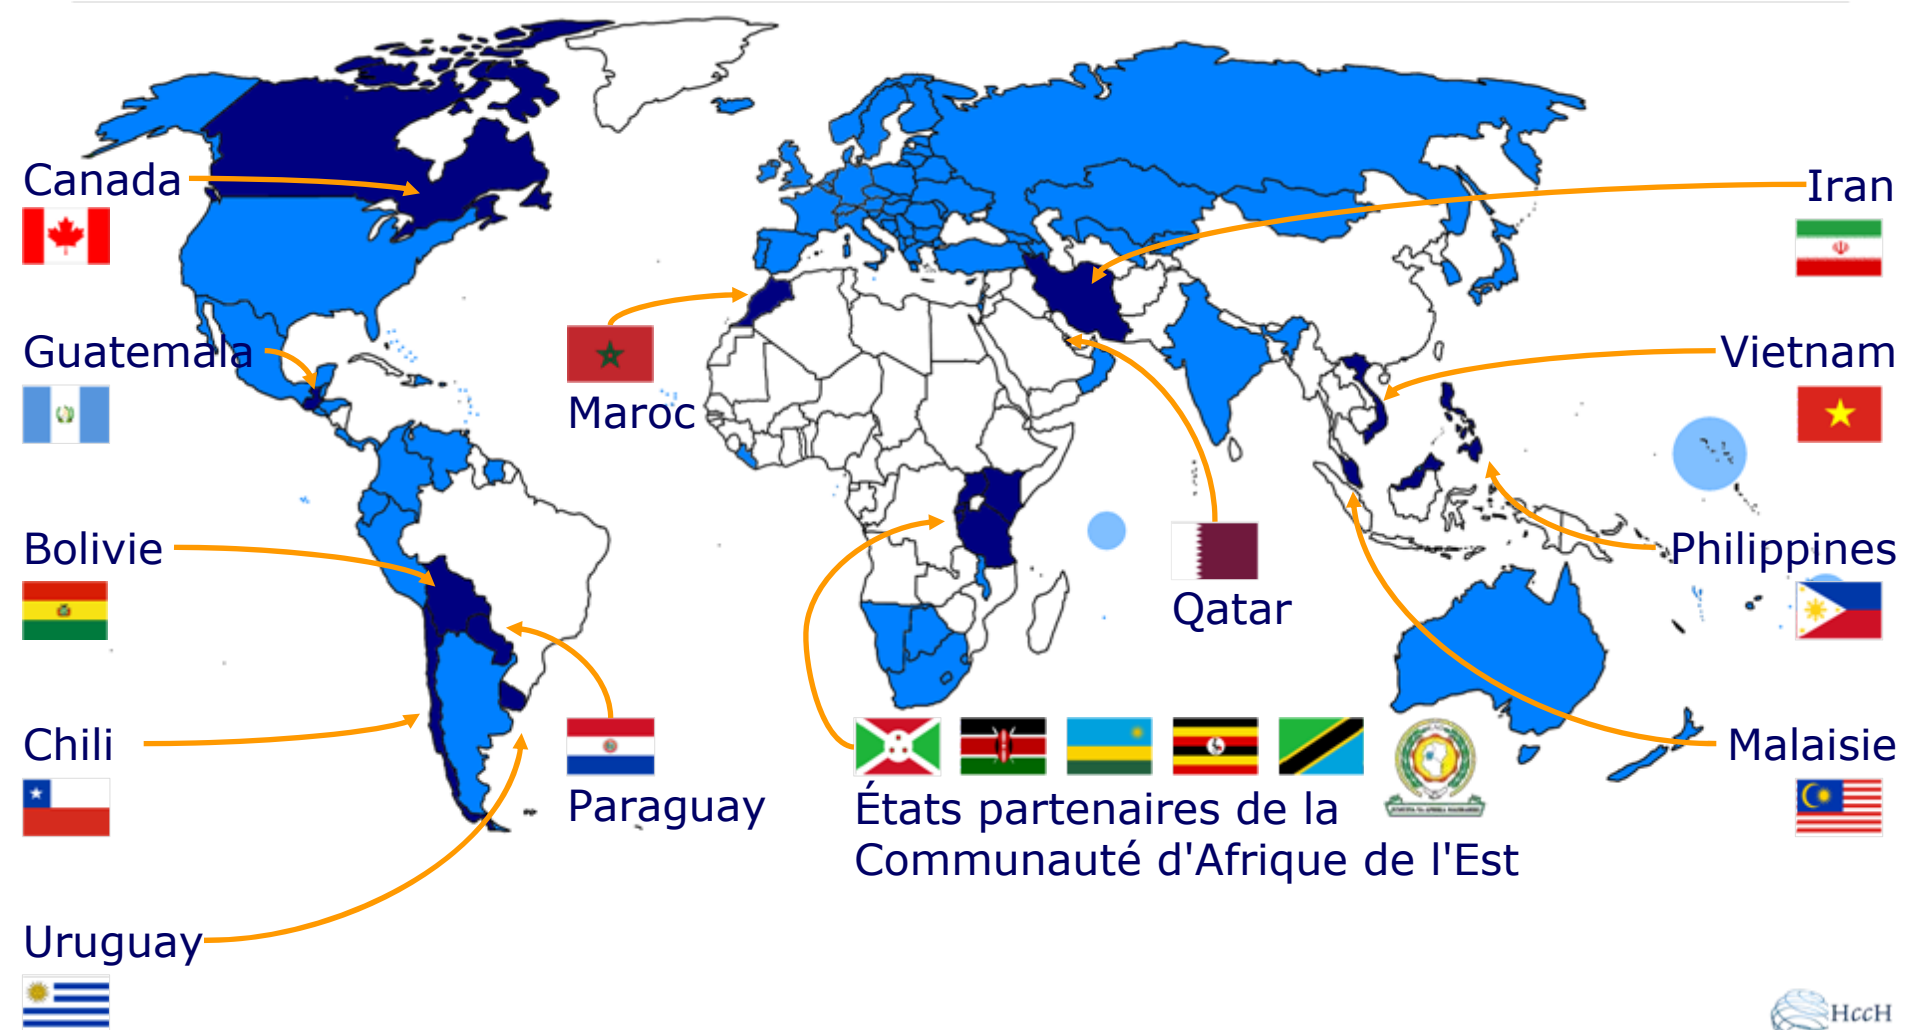 Canada
Iran
Guatemala
Maroc
Vietnam
Bolivie
Qatar
Philippines
Chili
Paraguay
États partenaires de la
Communauté d'Afrique de l'Est
Malaisie
Uruguay
HccH